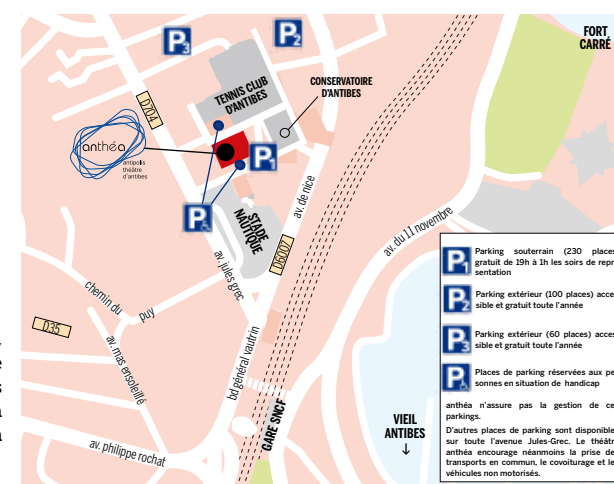 FORT
CARRÉ
P3
P2
TENNIS CLUB
D'ANTIBES
CONSERVATOIRE
D'ANTIBES
D704
anthéa
antipolis
théâtre
d'antibes
P1
P
STADE
NAUTIQUE
av. de nice
D6007
av. du 11 novembre
av. jules grec
chemin du puy
D35
av. mas ensoleillé
bd général vautrin
av. philippe rochat
GARE SNCF
VIEIL
ANTIBES
↓
P1
Parking souterrain (230 places
gratuit de 19h à 1h les soirs de repr
sentation
P2
Parking extérieur (100 places) acce
sible et gratuit toute l'année
P3
Parking extérieur (60 places) acces
sible et gratuit toute l'année
P
Places de parking réservées aux pe
sonnes en situation de handicap
anthéa n'assure pas la gestion de ce
parkings.
D'autres places de parking sont disponible
sur toute l'avenue Jules-Grec. Le théâtr
anthéa encourage néanmoins la prise de
transports en commun, le covoiturage et le
véhicules non motorisés.